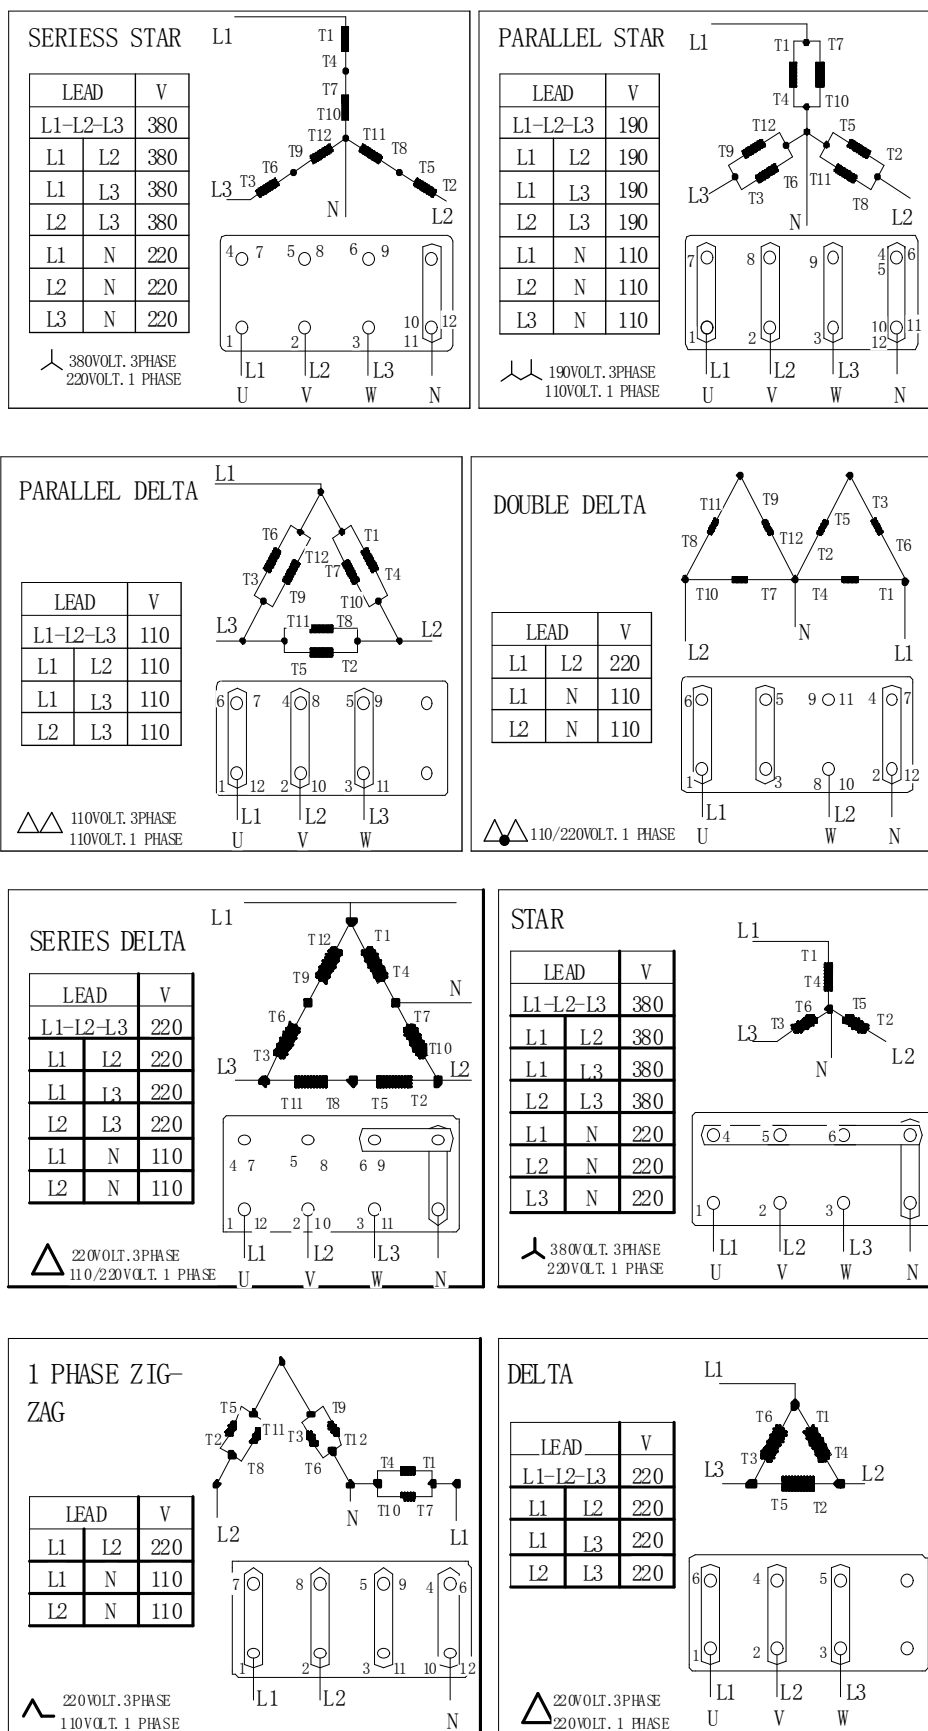 SERIESS STAR
LEAD V
L1-L2-L3 380
L1 L2 380
L1 L3 380
L2 L3 380
L1 N 220
L2 N 220
L3 N 220
380VOLT. 3PHASE
220VOLT. 1 PHASE
L1
T1
T4
T7
T10
T12 T11
T9 T8
T6 T5
T3 T2
L3 N L2
4 7 5 8 6 9
10 12
1 2 3 11
L1 L2 L3
U V W N
PARALLEL STAR
LEAD V
L1-L2-L3 190
L1 L2 190
L1 L3 190
L2 L3 190
L1 N 110
L2 N 110
L3 N 110
190VOLT. 3PHASE
110VOLT. 1 PHASE
L1
T1 T7
T4 T10
T12 T5
T9 T2
T6 T11
T3 T8
L3 N L2
7 8 9 4 6
5
10 11
1 2 3 12
L1 L2 L3
U V W N
PARALLEL DELTA
LEAD V
L1-L2-L3 110
L1 L2 110
L1 L3 110
L2 L3 110
110VOLT. 3PHASE
110VOLT. 1 PHASE
L1
T6 T1
T12
T3 T7 T4
T9 T10
L3 T11 T8 L2
T5 T2
6 7 4 8 5 9
1 12 2 10 3 11
L1 L2 L3
U V W
DOUBLE DELTA
LEAD V
L1 L2 220
L1 N 110
L2 N 110
110/220VOLT. 1 PHASE
T11 T9 T3
T5
T8 T12 T2 T6
T10 T7 T4 T1
N
L2 L1
6 5 9 11 4 7
1 3 8 10 2 12
L1 L2
U W N
SERIES DELTA
LEAD V
L1-L2-L3 220
L1 L2 220
L1 L3 220
L2 L3 220
L1 N 110
L2 N 110
220VOLT. 3PHASE
110/220VOLT. 1 PHASE
L1
T12 T1
T9 T4
N
T6 T7
T3 T10
L3 L2
T11 T8 T5 T2
4 7 5 8 6 9
1 12 2 10 3 11
L1 L2 L3
U V W N
STAR
LEAD V
L1-L2-L3 380
L1 L2 380
L1 L3 380
L2 L3 380
L1 N 220
L2 N 220
L3 N 220
380VOLT. 3PHASE
220VOLT. 1 PHASE
L1
T1
T4
T6 T5
T3 T2
L3 N L2
4 5 6
1 2 3
L1 L2 L3
U V W N
1 PHASE ZIG-
ZAG
LEAD V
L1 L2 220
L1 N 110
L2 N 110
220VOLT. 3PHASE
110VOLT. 1 PHASE
T5 T9
T11 T3
T2 T12
T8 T6 T4 T1
N T10 T7
L2 L1
7 8 5 9 4 6
1 2 3 11 10 12
L1 L2
N
DELTA
LEAD V
L1-L2-L3 220
L1 L2 220
L1 L3 220
L2 L3 220
220VOLT. 3PHASE
220VOLT. 1 PHASE
L1
T6 T1
T3 T4
L3 L2
T5 T2
6 4 5
1 2 3
L1 L2 L3
U V W